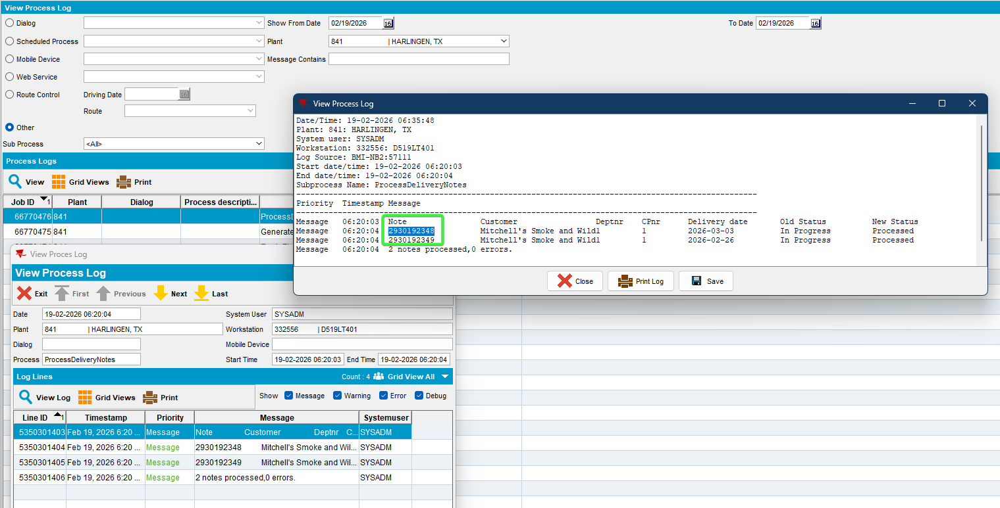 View Process Log
Dialog
Show From Date 02/19/2026 16
To Date 02/19/2026 16
Scheduled Process
Plant 841 | HARLINGEN, TX
Mobile Device
Message Contains
Web Service
Route Control
Driving Date 16
Route
Other
Sub Process <All>
Process Logs
View Grid Views Print
Job ID 1 Plant Dialog Process descripti...
66770476 841
66770475 841 Generate
View Process Log
Date/Time: 19-02-2026 06:35:48
Plant: 841: HARLINGEN, TX
System user: SYSADM
Workstation: 332556: D519LT401
Log Source: BMI-NB2:57111
Start date/time: 19-02-2026 06:20:03
End date/time: 19-02-2026 06:20:04
Subprocess Name: ProcessDeliveryNotes
Priority Timestamp Message
Message 06:20:03 Note Customer Deptnr CPnr Delivery date Old Status New Status
Message 06:20:04 2930192348 Mitchell's Smoke and Wild1 1 2026-03-03 In Progress Processed
Message 06:20:04 2930192349 Mitchell's Smoke and Wild1 1 2026-02-26 In Progress Processed
Message 06:20:04 2 notes processed,0 errors.
Close Print Log Save
View Proces Log
View Process Log
Exit First Previous Next Last
Date 19-02-2026 06:20:04 System User SYSADM
Plant 841 | HARLINGEN, TX Workstation 332556 | D519LT401
Dialog Mobile Device
Process ProcessDeliveryNotes Start Time 19-02-2026 06:20:03 End Time 19-02-2026 06:20:04
Log Lines Count : 4 Grid View All
View Log Grid Views Print Show Message Warning Error Debug
Line ID 1 Timestamp Priority Message Systemuser
5350301403 Feb 19, 2026 6:20 ... Message Note Customer Deptnr C... SYSADM
5350301404 Feb 19, 2026 6:20 ... Message 2930192348 Mitchell's Smoke and Wil... SYSADM
5350301405 Feb 19, 2026 6:20 ... Message 2930192349 Mitchell's Smoke and Wil... SYSADM
5350301406 Feb 19, 2026 6:20 ... Message 2 notes processed,0 errors. SYSADM